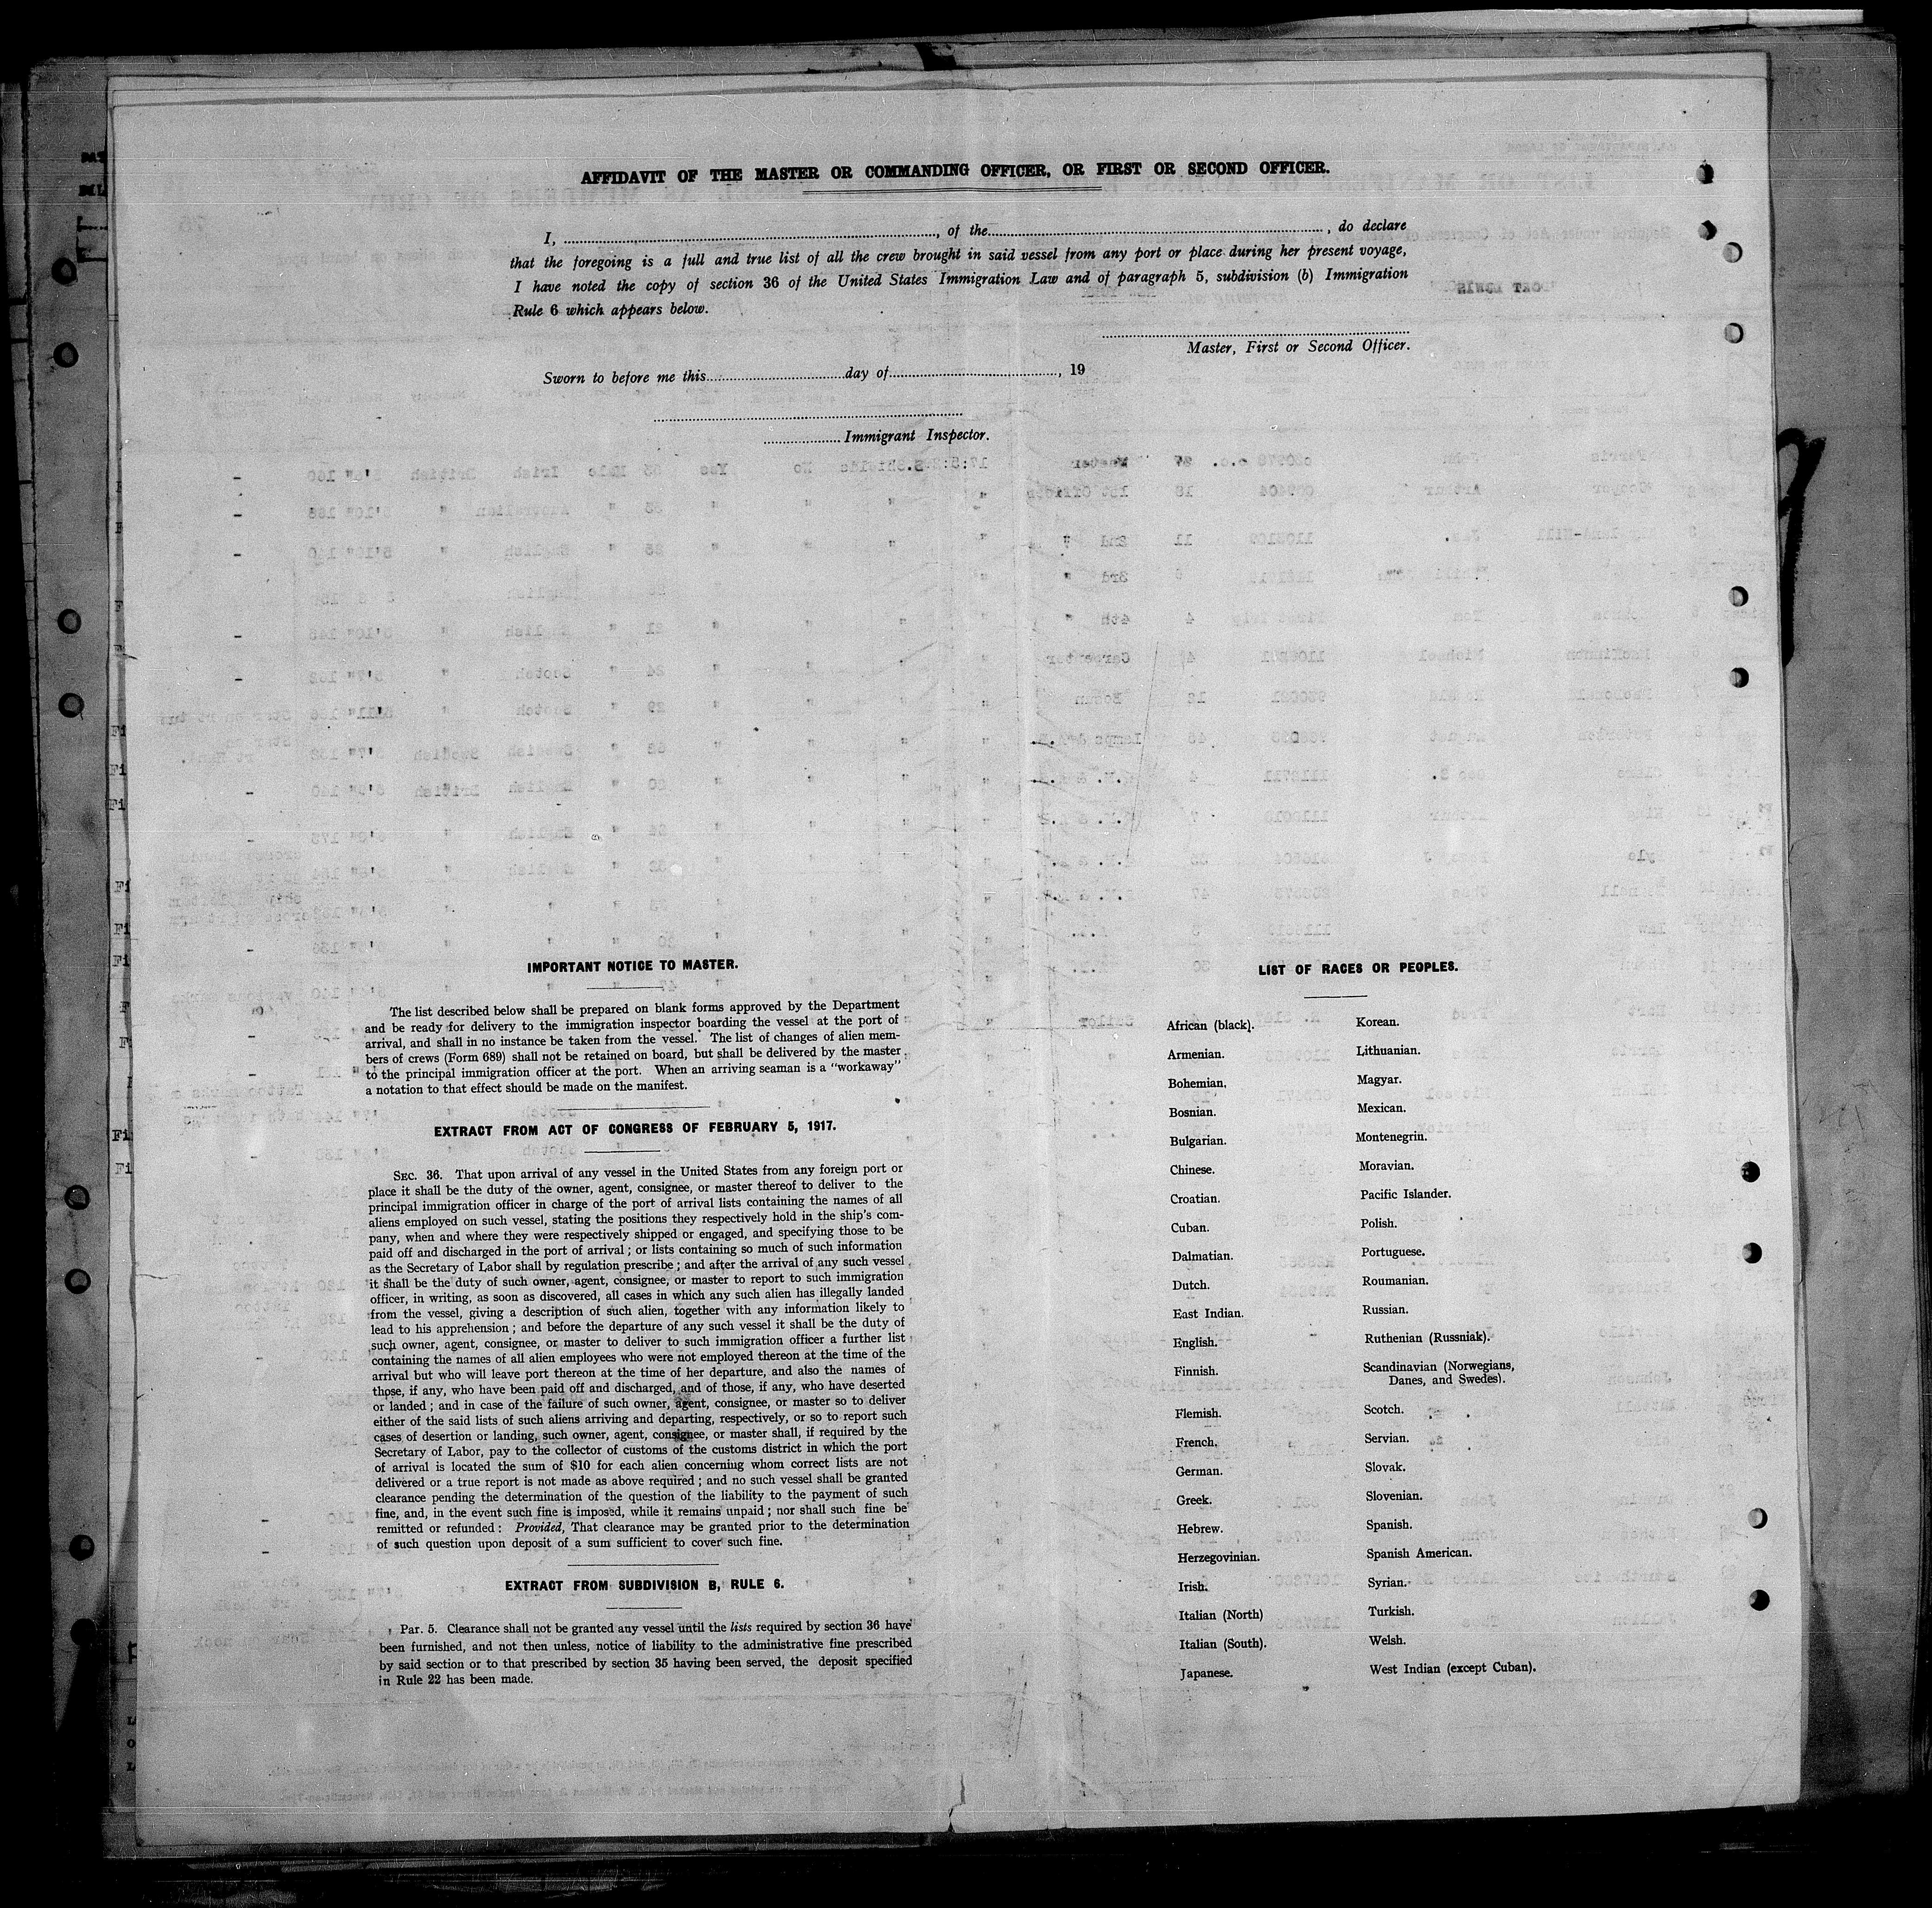 AFFIDAVIT OF THE MASTER OR COMMANDING OFFICER, OR FIRST OR SECOND OFFICER.
I, ........, of the ........, do declare
that the foregoing is a full and true list of all the crew brought in said vessel from any port or place during her present voyage,
I have noted the copy of section 36 of the United States Immigration Law and of paragraph 5, subdivision (b) Immigration
Rule 6 which appears below.
Master, First or Second Officer.
Sworn to before me this ........ day of ........, 19
........ Immigrant Inspector.
IMPORTANT NOTICE TO MASTER.
The list described below shall be prepared on blank forms approved by the Department
and be ready for delivery to the immigration inspector boarding the vessel at the port of
arrival, and shall in no instance be taken from the vessel. The list of changes of alien mem-
bers of crews (Form 689) shall not be retained on board, but shall be delivered by the master
to the principal immigration officer at the port. When an arriving seaman is a "workaway"
a notation to that effect should be made on the manifest.
EXTRACT FROM ACT OF CONGRESS OF FEBRUARY 5, 1917.
SEC. 36. That upon arrival of any vessel in the United States from any foreign port or
place it shall be the duty of the owner, agent, consignee, or master thereof to deliver to the
principal immigration officer in charge of the port of arrival lists containing the names of all
aliens employed on such vessel, stating the positions they respectively hold in the ship's com-
pany, when and where they were respectively shipped or engaged, and specifying those to be
paid off and discharged in the port of arrival; or lists containing so much of such information
as the Secretary of Labor shall by regulation prescribe; and after the arrival of any such vessel
it shall be the duty of such owner, agent, consignee, or master to report to such immigration
officer, in writing, as soon as discovered, all cases in which any such alien has illegally landed
from the vessel, giving a description of such alien, together with any information likely to
lead to his apprehension; and before the departure of any such vessel it shall be the duty of
such owner, agent, consignee, or master to deliver to such immigration officer a further list
containing the names of all alien employees who were not employed thereon at the time of the
arrival but who will leave port thereon at the time of her departure, and also the names of
those, if any, who have been paid off and discharged, and of those, if any, who have deserted
or landed; and in case of the failure of such owner, agent, consignee, or master so to deliver
either of the said lists of such aliens arriving and departing, respectively, or so to report such
cases of desertion or landing, such owner, agent, consignee, or master shall, if required by the
Secretary of Labor, pay to the collector of customs of the customs district in which the port
of arrival is located the sum of $10 for each alien concerning whom correct lists are not
delivered or a true report is not made as above required; and no such vessel shall be granted
clearance pending the determination of the question of the liability to the payment of such
fine, and, in the event such fine is imposed, while it remains unpaid; nor shall such fine be
remitted or refunded: Provided, That clearance may be granted prior to the determination
of such question upon deposit of a sum sufficient to cover such fine.
EXTRACT FROM SUBDIVISION B, RULE 6.
Par. 5. Clearance shall not be granted any vessel until the lists required by section 36 have
been furnished, and not then unless, notice of liability to the administrative fine prescribed
by said section or to that prescribed by section 35 having been served, the deposit specified
in Rule 22 has been made.
LIST OF RACES OR PEOPLES.
African (black).
Armenian.
Bohemian.
Bosnian.
Bulgarian.
Chinese.
Croatian.
Cuban.
Dalmatian.
Dutch.
East Indian.
English.
Finnish.
Flemish.
French.
German.
Greek.
Hebrew.
Herzegovinian.
Irish.
Italian (North)
Italian (South).
Japanese.
Korean.
Lithuanian.
Magyar.
Mexican.
Montenegrin.
Moravian.
Pacific Islander.
Polish.
Portuguese.
Roumanian.
Russian.
Ruthenian (Russniak).
Scandinavian (Norwegians,
Danes, and Swedes).
Scotch.
Servian.
Slovak.
Slovenian.
Spanish.
Spanish American.
Syrian.
Turkish.
Welsh.
West Indian (except Cuban).